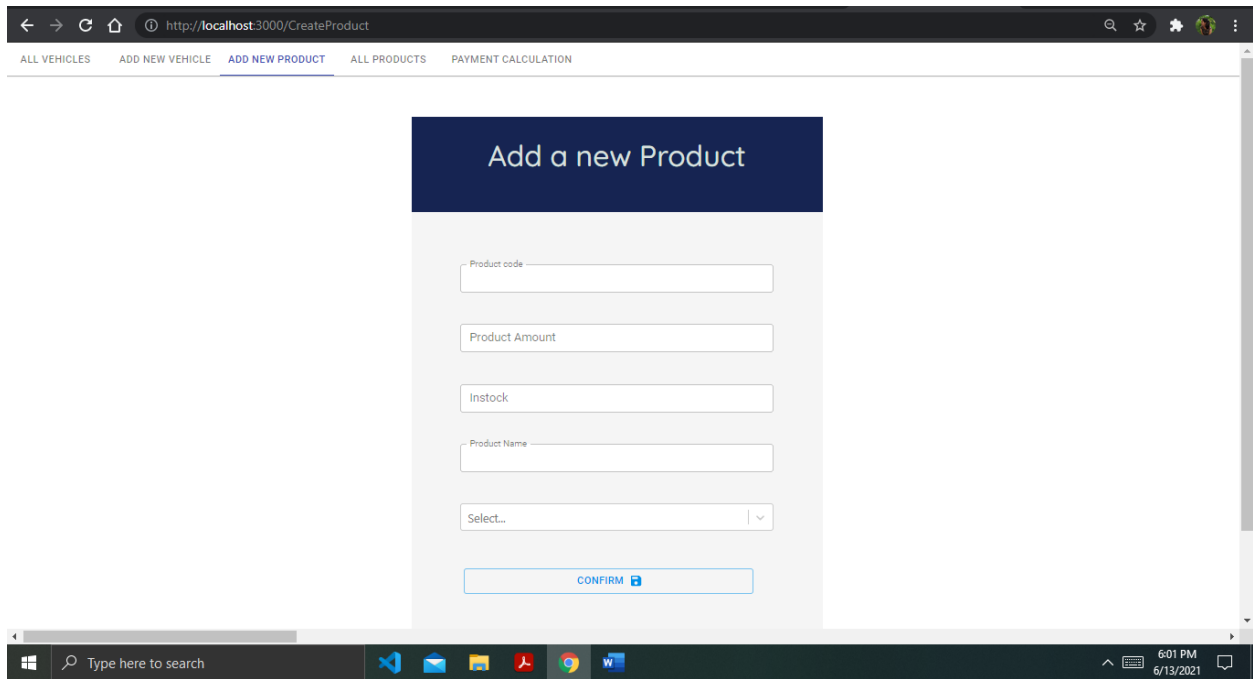 http://localhost:3000/CreateProduct
ALL VEHICLES ADD NEW VEHICLE ADD NEW PRODUCT ALL PRODUCTS PAYMENT CALCULATION
Add a new Product
Product code
Product Amount
Instock
Product Name
Select...
CONFIRM
Type here to search
W
6:01 PM
6/13/2021